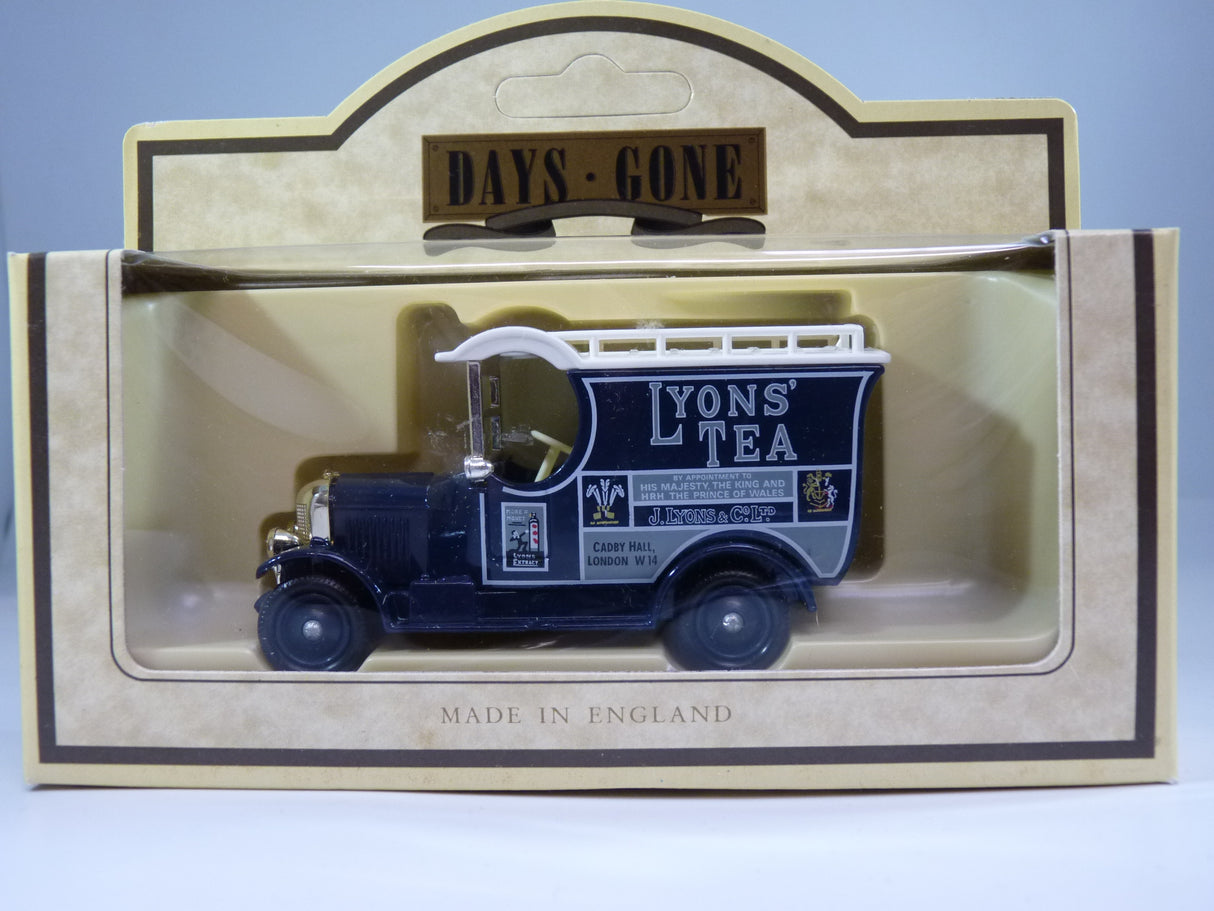 DAYS · GONE
LYONS'
TEA
BY APPOINTMENT TO
HIS MAJESTY, THE KING AND
HRH THE PRINCE OF WALES
J. LYONS & CO. LTD.
CADBY HALL,
LONDON W14
LYONS
EXTRACT
MADE IN ENGLAND